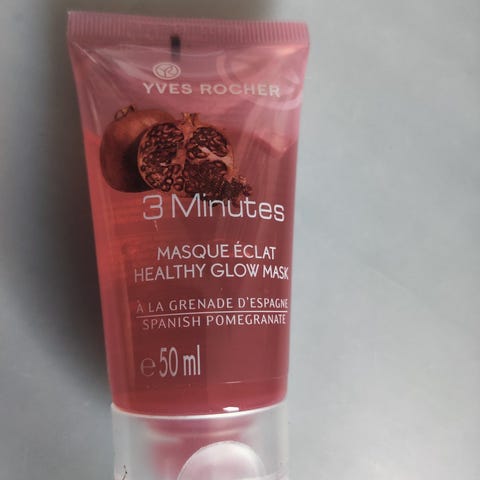 YVES ROCHER
3 Minutes
MASQUE ÉCLAT
HEALTHY GLOW MASK
À LA GRENADE D'ESPAGNE
SPANISH POMEGRANATE
e 50 ml